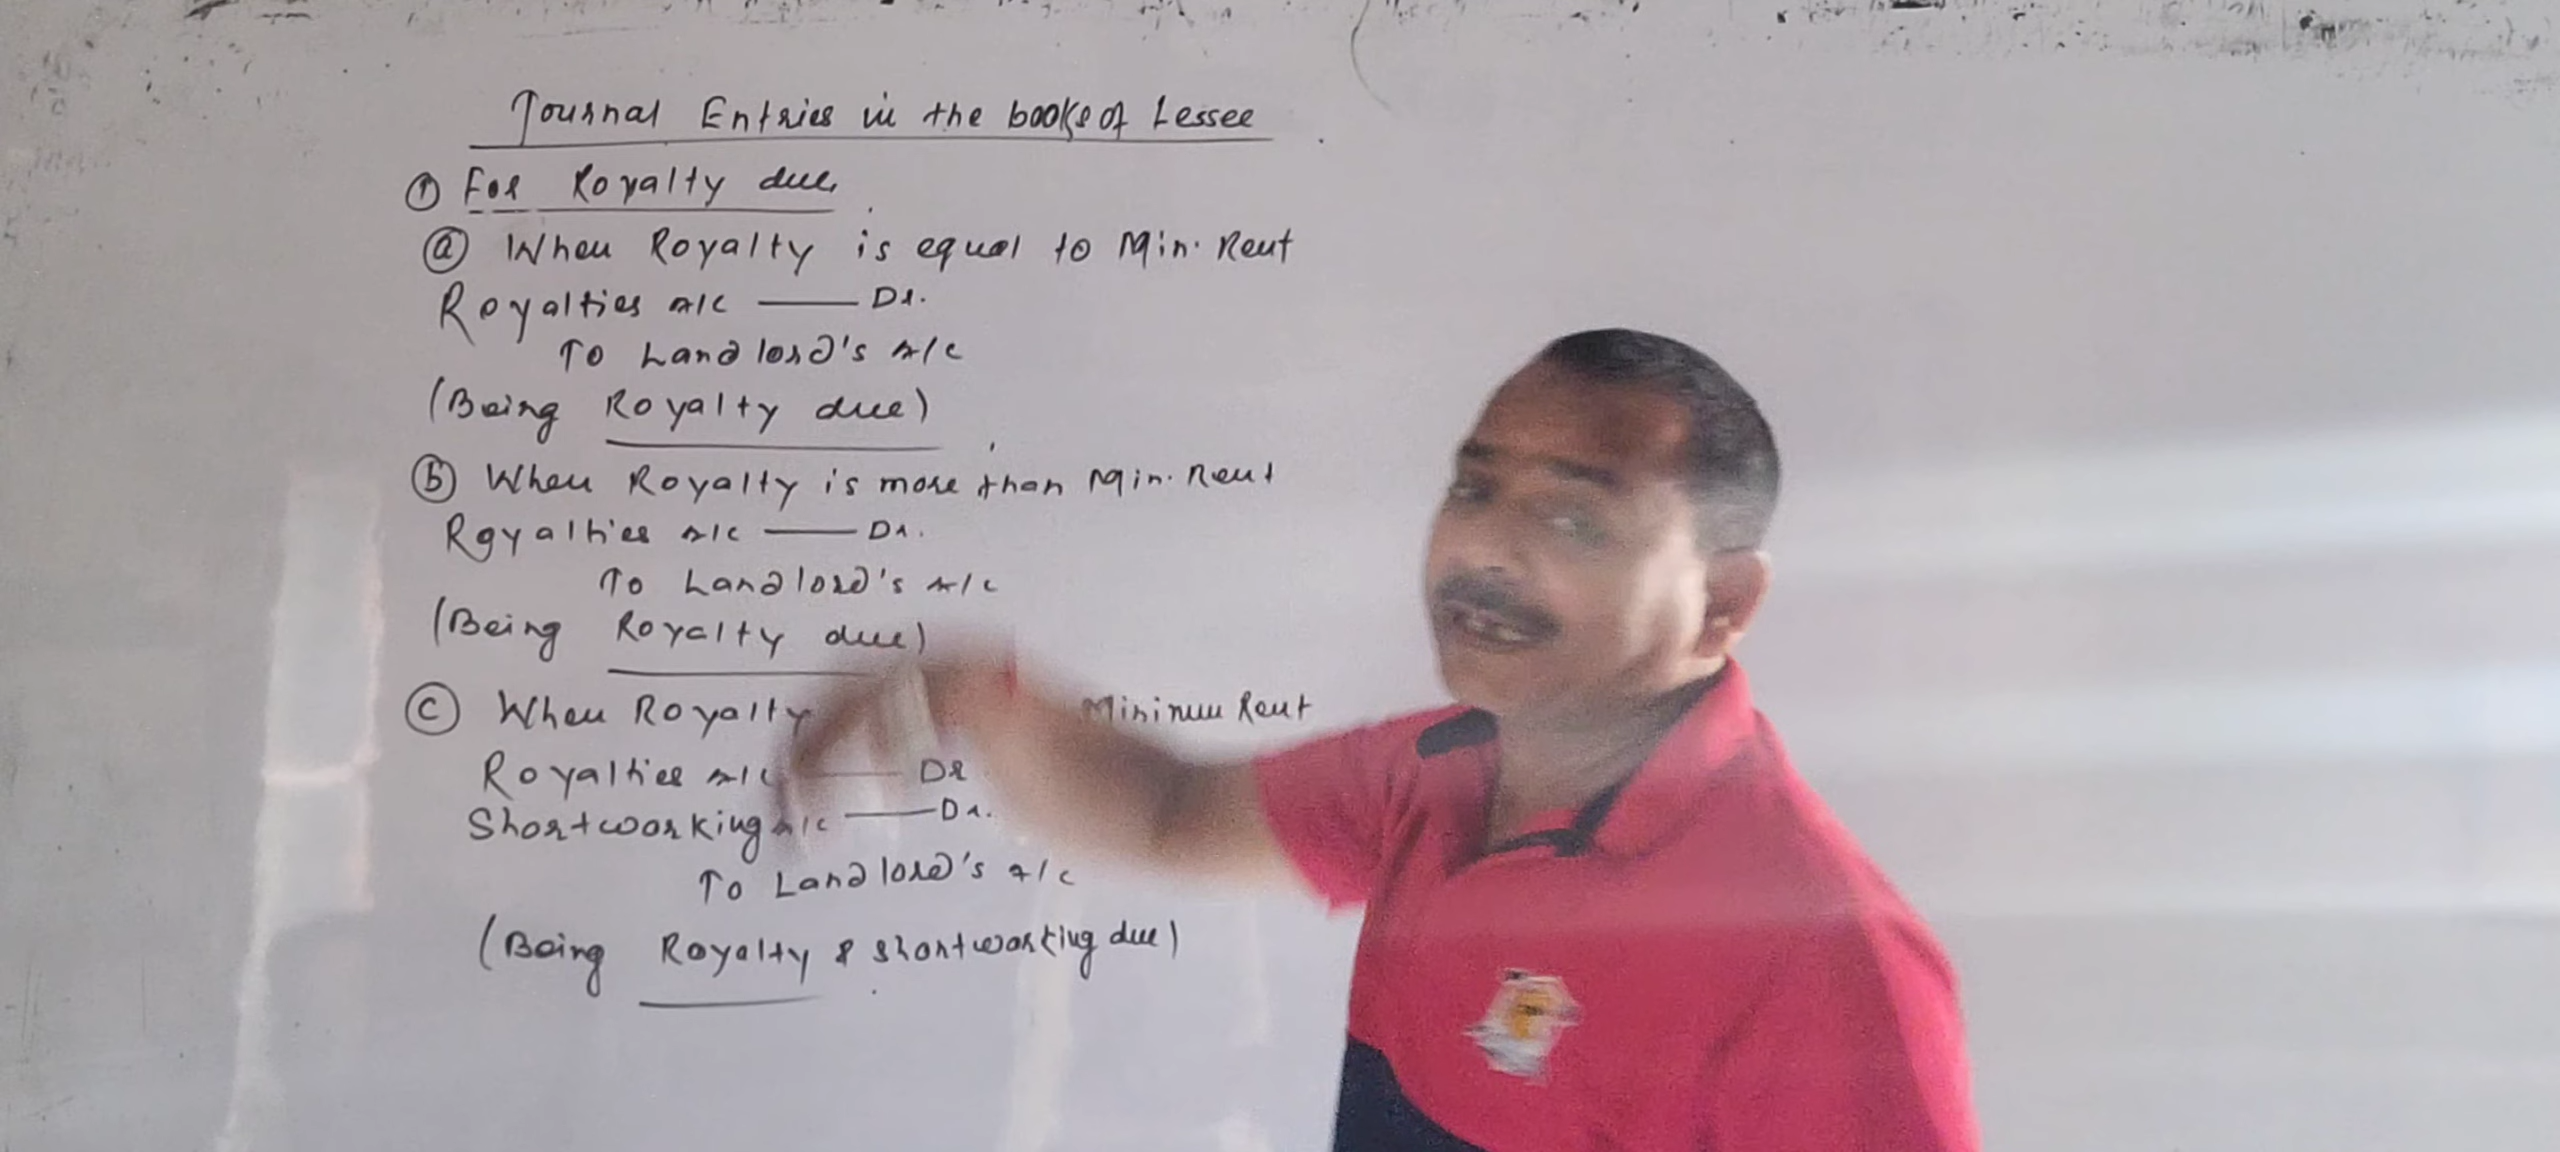 Journal Entries in the books of Lessee
① For Royalty due
ⓐ When Royalty is equal to Min. Rent
Royalties A/c —— Dr.
To Landlord's A/c
(Being Royalty due)
ⓑ When Royalty is more than Min. Rent
Royalties A/c —— Dr.
To Landlord's A/c
(Being Royalty due)
ⓒ When Royalty Minimum Rent
Royalties A/c —— Dr
Shortworking A/c —— Dr.
To Landlord's A/c
(Being Royalty & shortworking due)